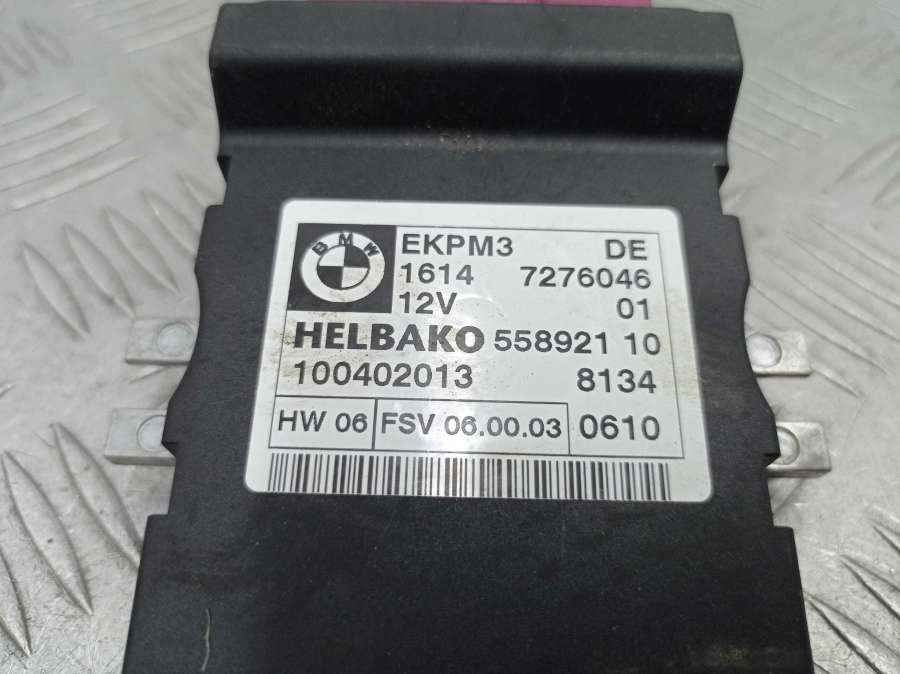 BMW
EKPM3 DE
1614 7276046
12V 01
HELBAKO 558921 10
100402013 8134
HW 06 FSV 06.00.03 0610